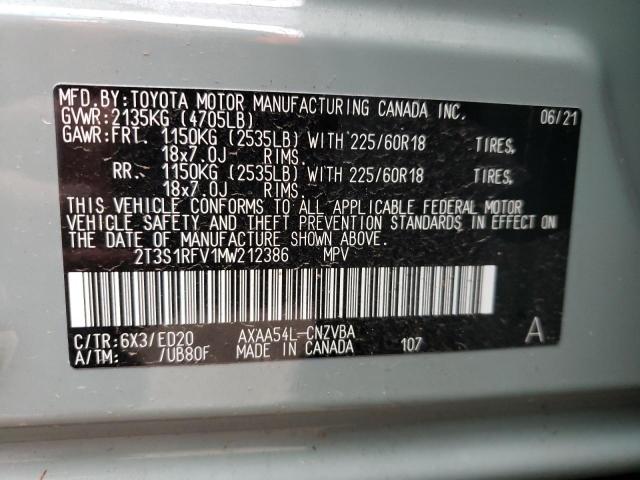 MFD.BY:TOYOTA MOTOR MANUFACTURING CANADA INC. 06/21
GVWR:2135KG (4705LB)
GAWR:FRT. 1150KG (2535LB) WITH 225/60R18 TIRES,
18x7.0J RIMS.
RR. 1150KG (2535LB) WITH 225/60R18 TIRES,
18x7.0J RIMS.
THIS VEHICLE CONFORMS TO ALL APPLICABLE FEDERAL MOTOR
VEHICLE SAFETY AND THEFT PREVENTION STANDARDS IN EFFECT ON
THE DATE OF MANUFACTURE SHOWN ABOVE.
2T3S1RFV1MW212386 MPV
C/TR:6X3/ED20 AXAA54L-CNZVBA A
A/TM: /UB80F MADE IN CANADA 107